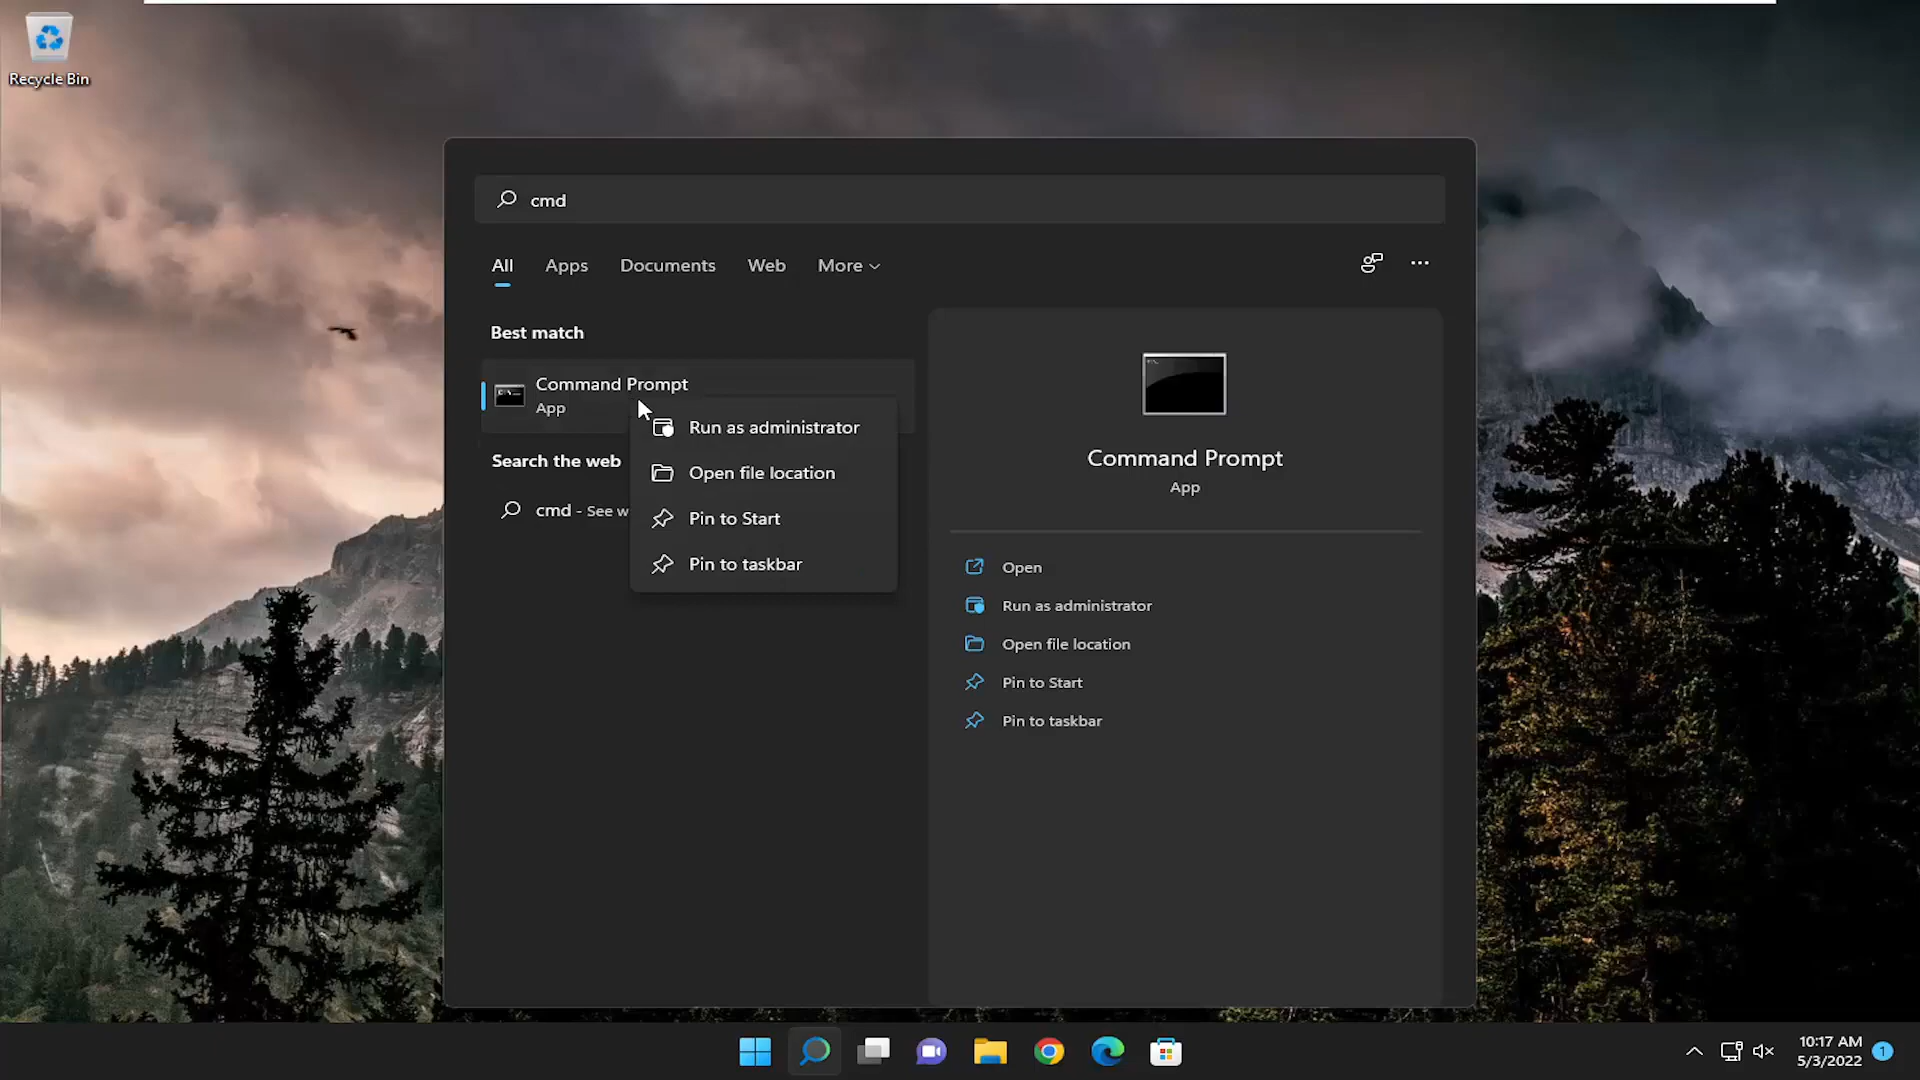 Recycle Bin
cmd
All Apps Documents Web More
Best match
Command Prompt
App
Search the web
cmd - See w
Run as administrator
Open file location
Pin to Start
Pin to taskbar
Command Prompt
App
Open
Run as administrator
Open file location
Pin to Start
Pin to taskbar
10:17 AM
5/3/2022
1